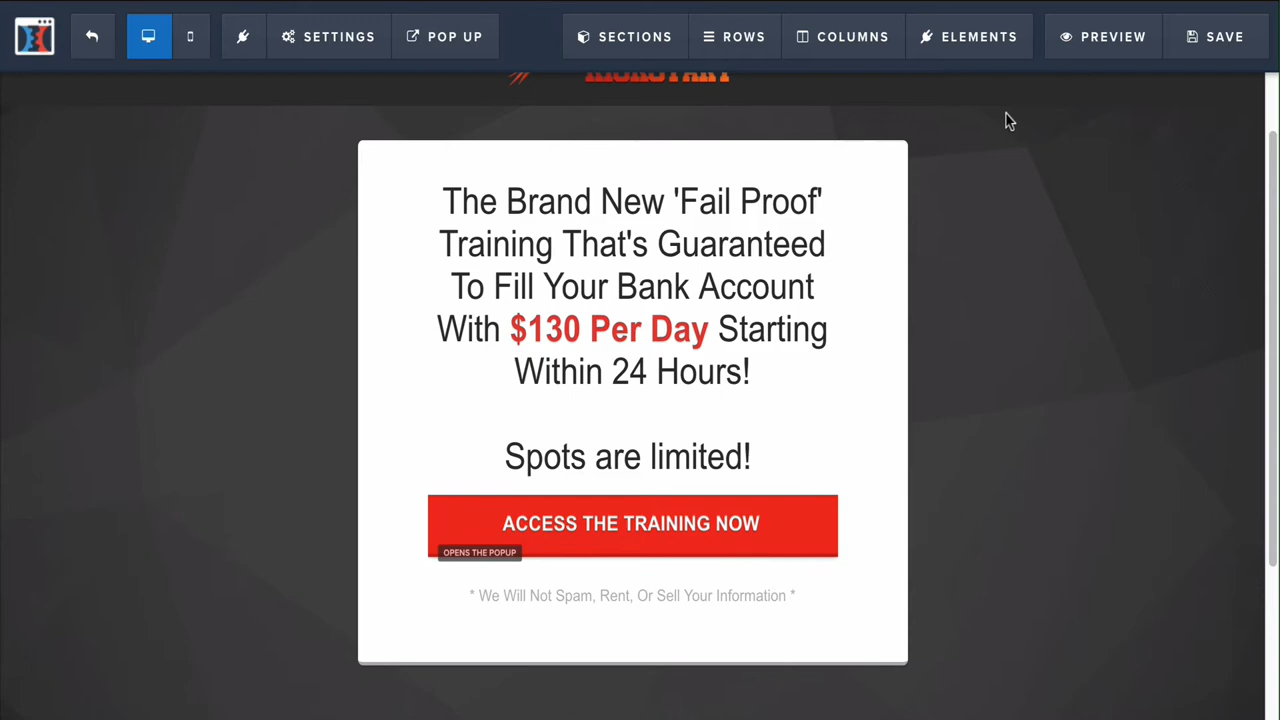 SETTINGS
POP UP
SECTIONS
ROWS
COLUMNS
ELEMENTS
PREVIEW
SAVE
The Brand New 'Fail Proof'
Training That's Guaranteed
To Fill Your Bank Account
With $130 Per Day Starting
Within 24 Hours!
Spots are limited!
ACCESS THE TRAINING NOW
OPENS THE POPUP
* We Will Not Spam, Rent, Or Sell Your Information *